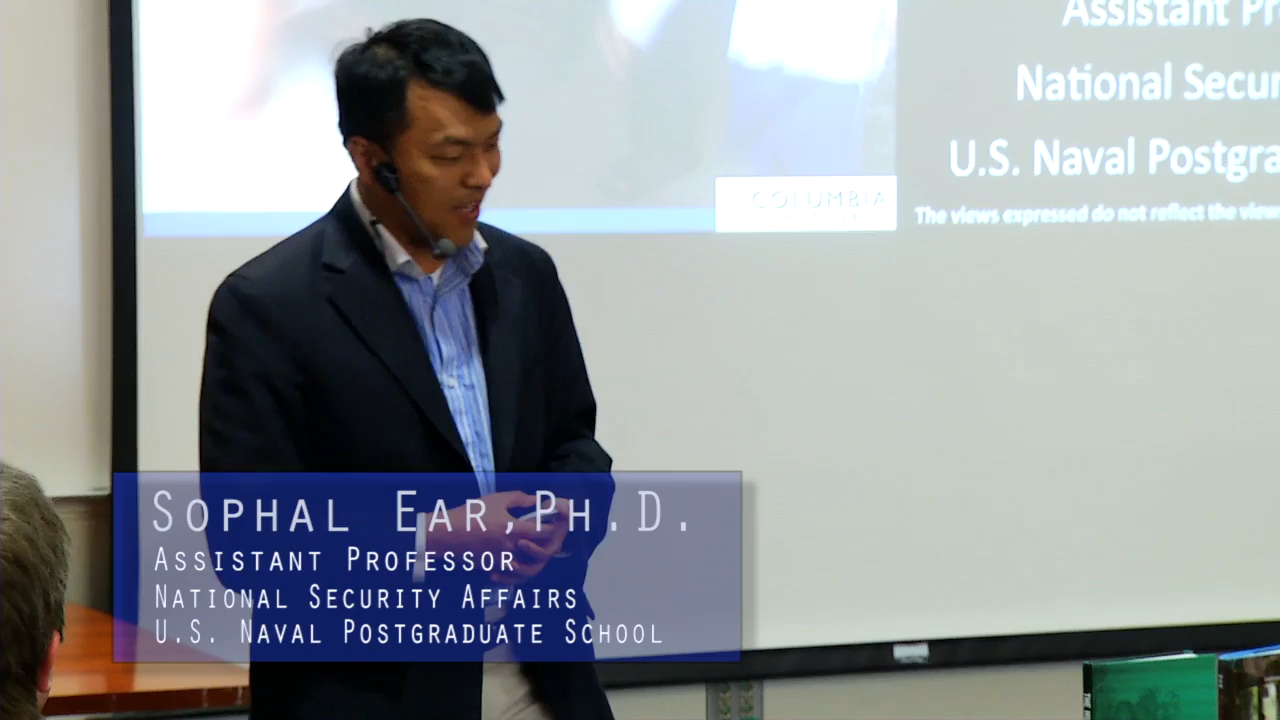 Assistant Pr
National Secur
U.S. Naval Postgra
COLUMBIA
The views expressed do not reflect the view
Sophal Ear, Ph.D.
Assistant Professor
National Security Affairs
U.S. Naval Postgraduate School